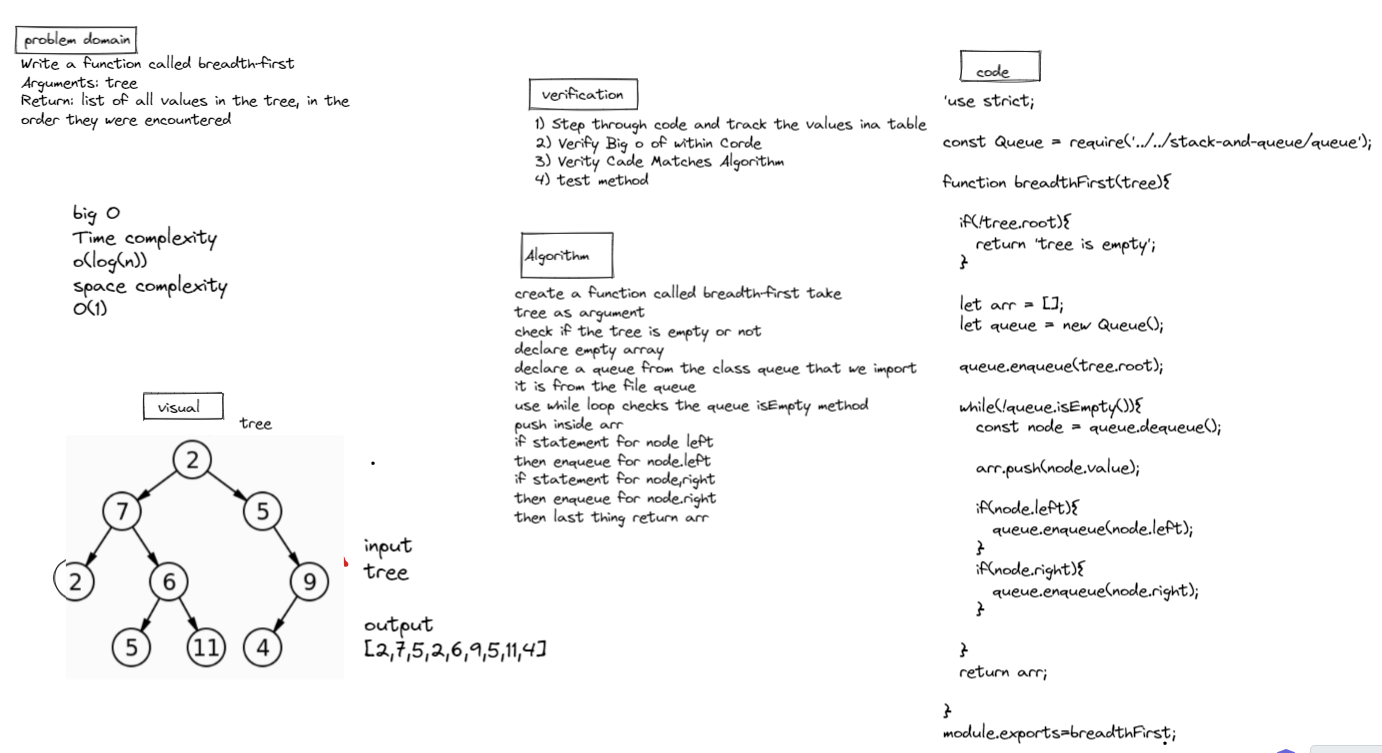 problem domain
Write a function called breadth-first
Arguments: tree
Return: list of all values in the tree, in the
order they were encountered
big O
Time complexity
o(log(n))
space complexity
O(1)
visual
tree
2
7
5
2
6
9
5
11
4
input
tree
output
[2,7,5,2,6,9,5,11,4]
verification
1) Step through code and track the values ina table
2) Verify Big o of within Corde
3) Verity Cade Matches Algorithm
4) test method
Algorithm
create a function called breadth-first take
tree as argument
check if the tree is empty or not
declare empty array
declare a queue from the class queue that we import
it is from the file queue
use while loop checks the queue isEmpty method
push inside arr
if statement for node left
then enqueue for node.left
if statement for node,right
then enqueue for node.right
then last thing return arr
code
'use strict;
const Queue = require('../../stack-and-queue/queue');
function breadthFirst(tree){
if(!tree.root){
return 'tree is empty';
}
let arr = [];
let queue = new Queue();
queue.enqueue(tree.root);
while(!queue.isEmpty()){
const node = queue.dequeue();
arr.push(node.value);
if(node.left){
queue.enqueue(node.left);
}
if(node.right){
queue.enqueue(node.right);
}
}
return arr;
}
module.exports=breadthFirst;